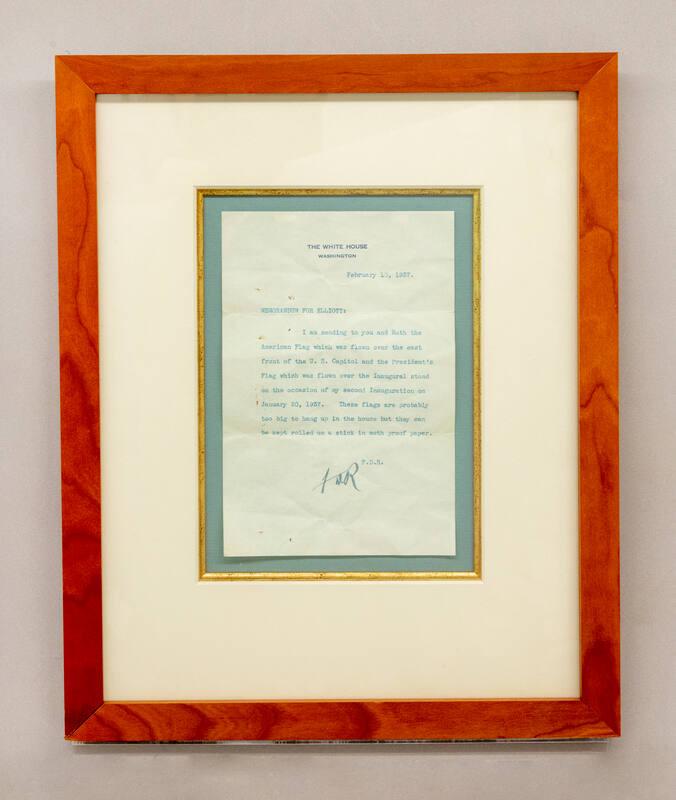 THE WHITE HOUSE
WASHINGTON
February 1937.
MEMORANDUM FOR ELLIOTT:
I am sending to you and Ruth the
American Flag which was flown over the east
front of the U. S. Capitol and the President's
Flag which was flown over the Inaugural stand
on the occasion of my second Inauguration on
January 20, 1937. These flags are probably
too big to hang up in the house but they can
be kept rolled on a stick in moth proof paper.
F.D.R.
FDR